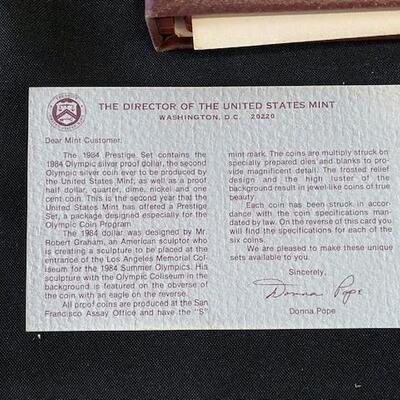 THE DIRECTOR OF THE UNITED STATES MINT
WASHINGTON, D.C. 20220
Dear Mint Customer:
The 1984 Prestige Set contains the
1984 Olympic silver proof dollar, the second
Olympic silver coin ever to be produced by
the United States Mint; as well as a proof
half dollar, quarter, dime, nickel and one
cent coin. This is the second year that the
United States Mint has offered a Prestige
Set, a package designed especially for the
Olympic Coin Program
The 1984 dollar was designed by Mr.
Robert Graham, an American sculptor who
is creating a sculpture to be placed at the
entrance of the Los Angeles Memorial Col-
iseum for the 1984 Summer Olympics. His
sculpture with the Olympic Coliseum in the
background is featured on the obverse of
the coin with an eagle on the reverse.
All proof coins are produced at the San
Francisco Assay Office and have the "S"
mint mark. The coins are multiply struck on
specially prepared dies and blanks to pro-
vide magnificent detail. The frosted relief
design and the high luster of the
background result in jewel-like coins of true
beauty
Each coin has been struck in accor-
dance with the coin specifications man-
dated by law. On the reverse of this card you
will find the specifications for each of the
six coins.
We are pleased to make these unique
sets available to you.
Sincerely,
Donna Pope
Donna Pope